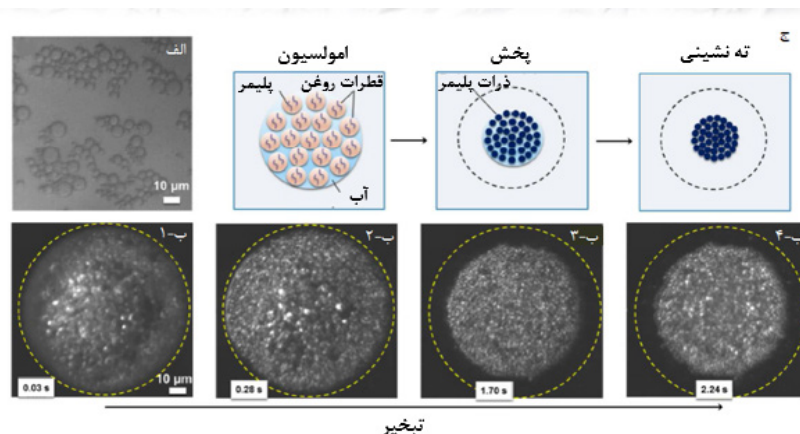 ج
الف
امولسیون
پخش
ته نشینی
پلیمر
قطرات روغن
ذرات پلیمر
آب
10 µm
ب-۱
ب-۲
ب-۳
ب-۴
0.03 s
10 µm
0.28 s
1.70 s
2.24 s
تبخیر